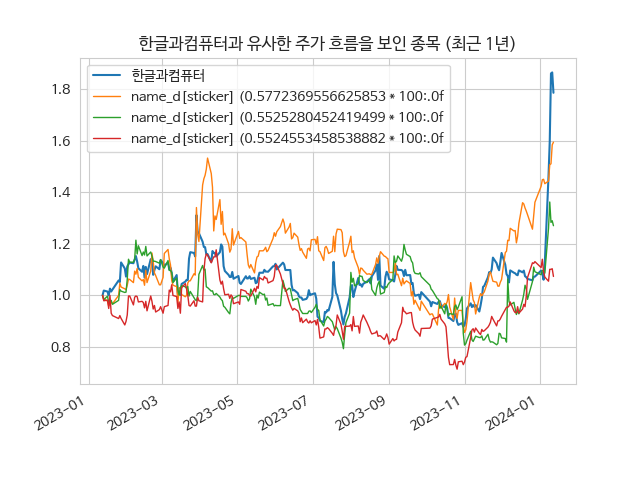 한글과컴퓨터과 유사한 주가 흐름을 보인 종목 (최근 1년)
한글과컴퓨터
name_d[sticker] (0.5772369556625853 * 100:.0f
name_d[sticker] (0.5525280452419499 * 100:.0f
name_d[sticker] (0.5524553458538882 * 100:.0f
1.8
1.6
1.4
1.2
1.0
0.8
2023-01
2023-03
2023-05
2023-07
2023-09
2023-11
2024-01